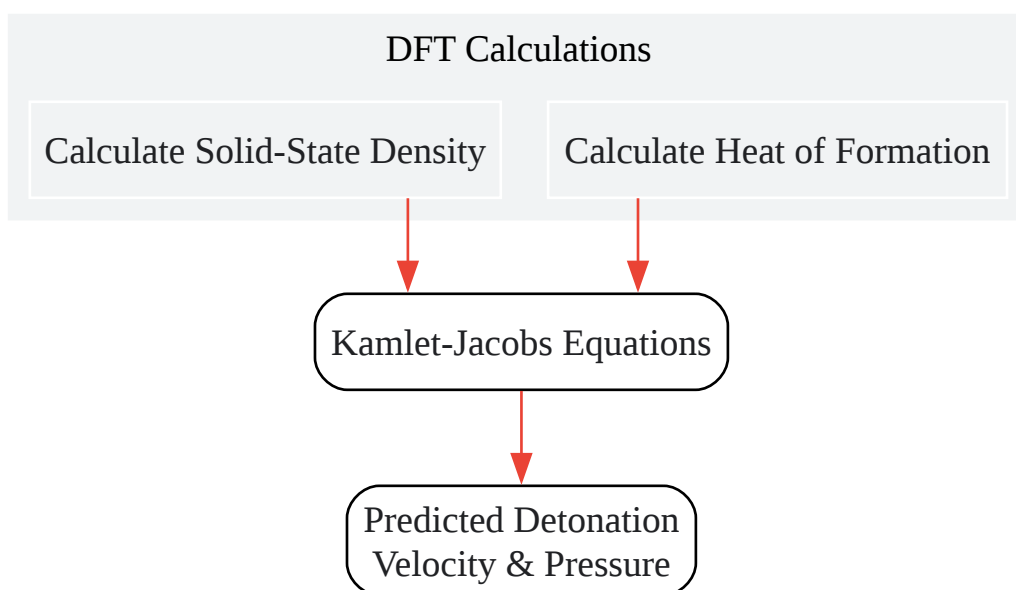 DFT Calculations
Calculate Solid-State Density
Calculate Heat of Formation
Kamlet-Jacobs Equations
Predicted Detonation
Velocity & Pressure